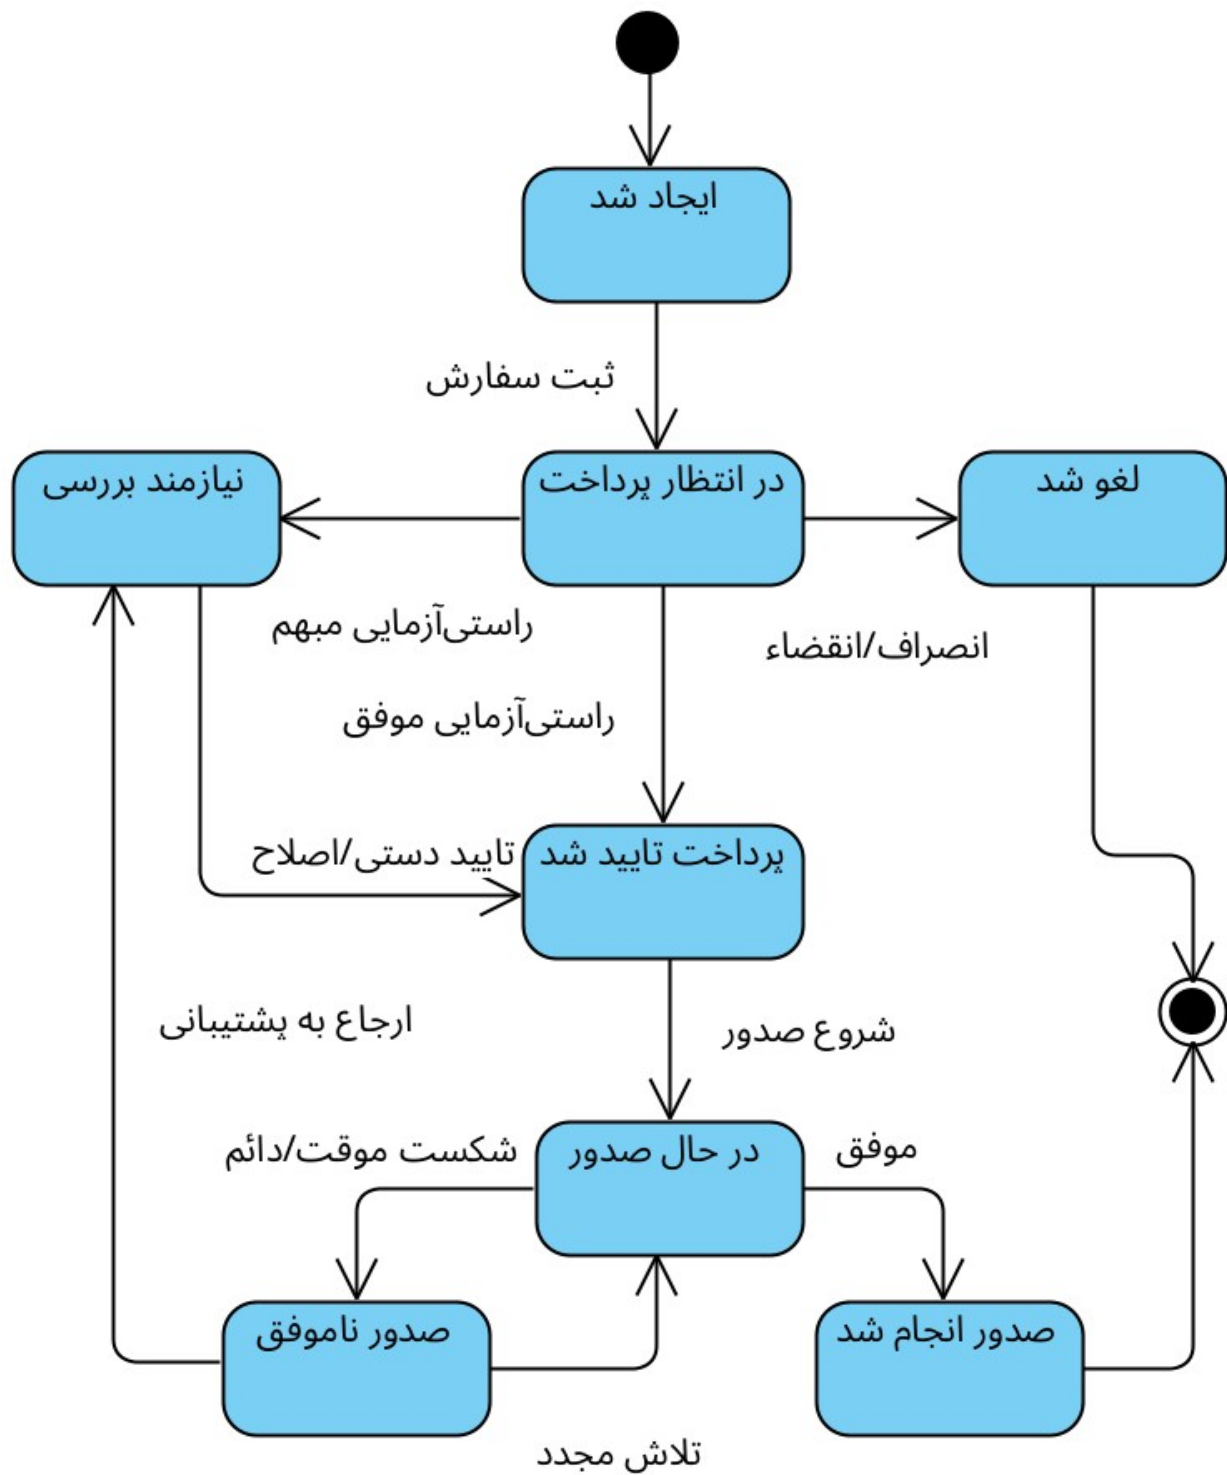 ایجاد شد
ثبت سفارش
نیازمند بررسی
در انتظار پرداخت
لغو شد
راستی‌آزمایی مبهم
انصراف/انقضاء
راستی‌آزمایی موفق
تایید دستی/اصلاح
پرداخت تایید شد
ارجاع به پشتیبانی
شروع صدور
شکست موقت/دائم
در حال صدور
موفق
صدور ناموفق
صدور انجام شد
تلاش مجدد